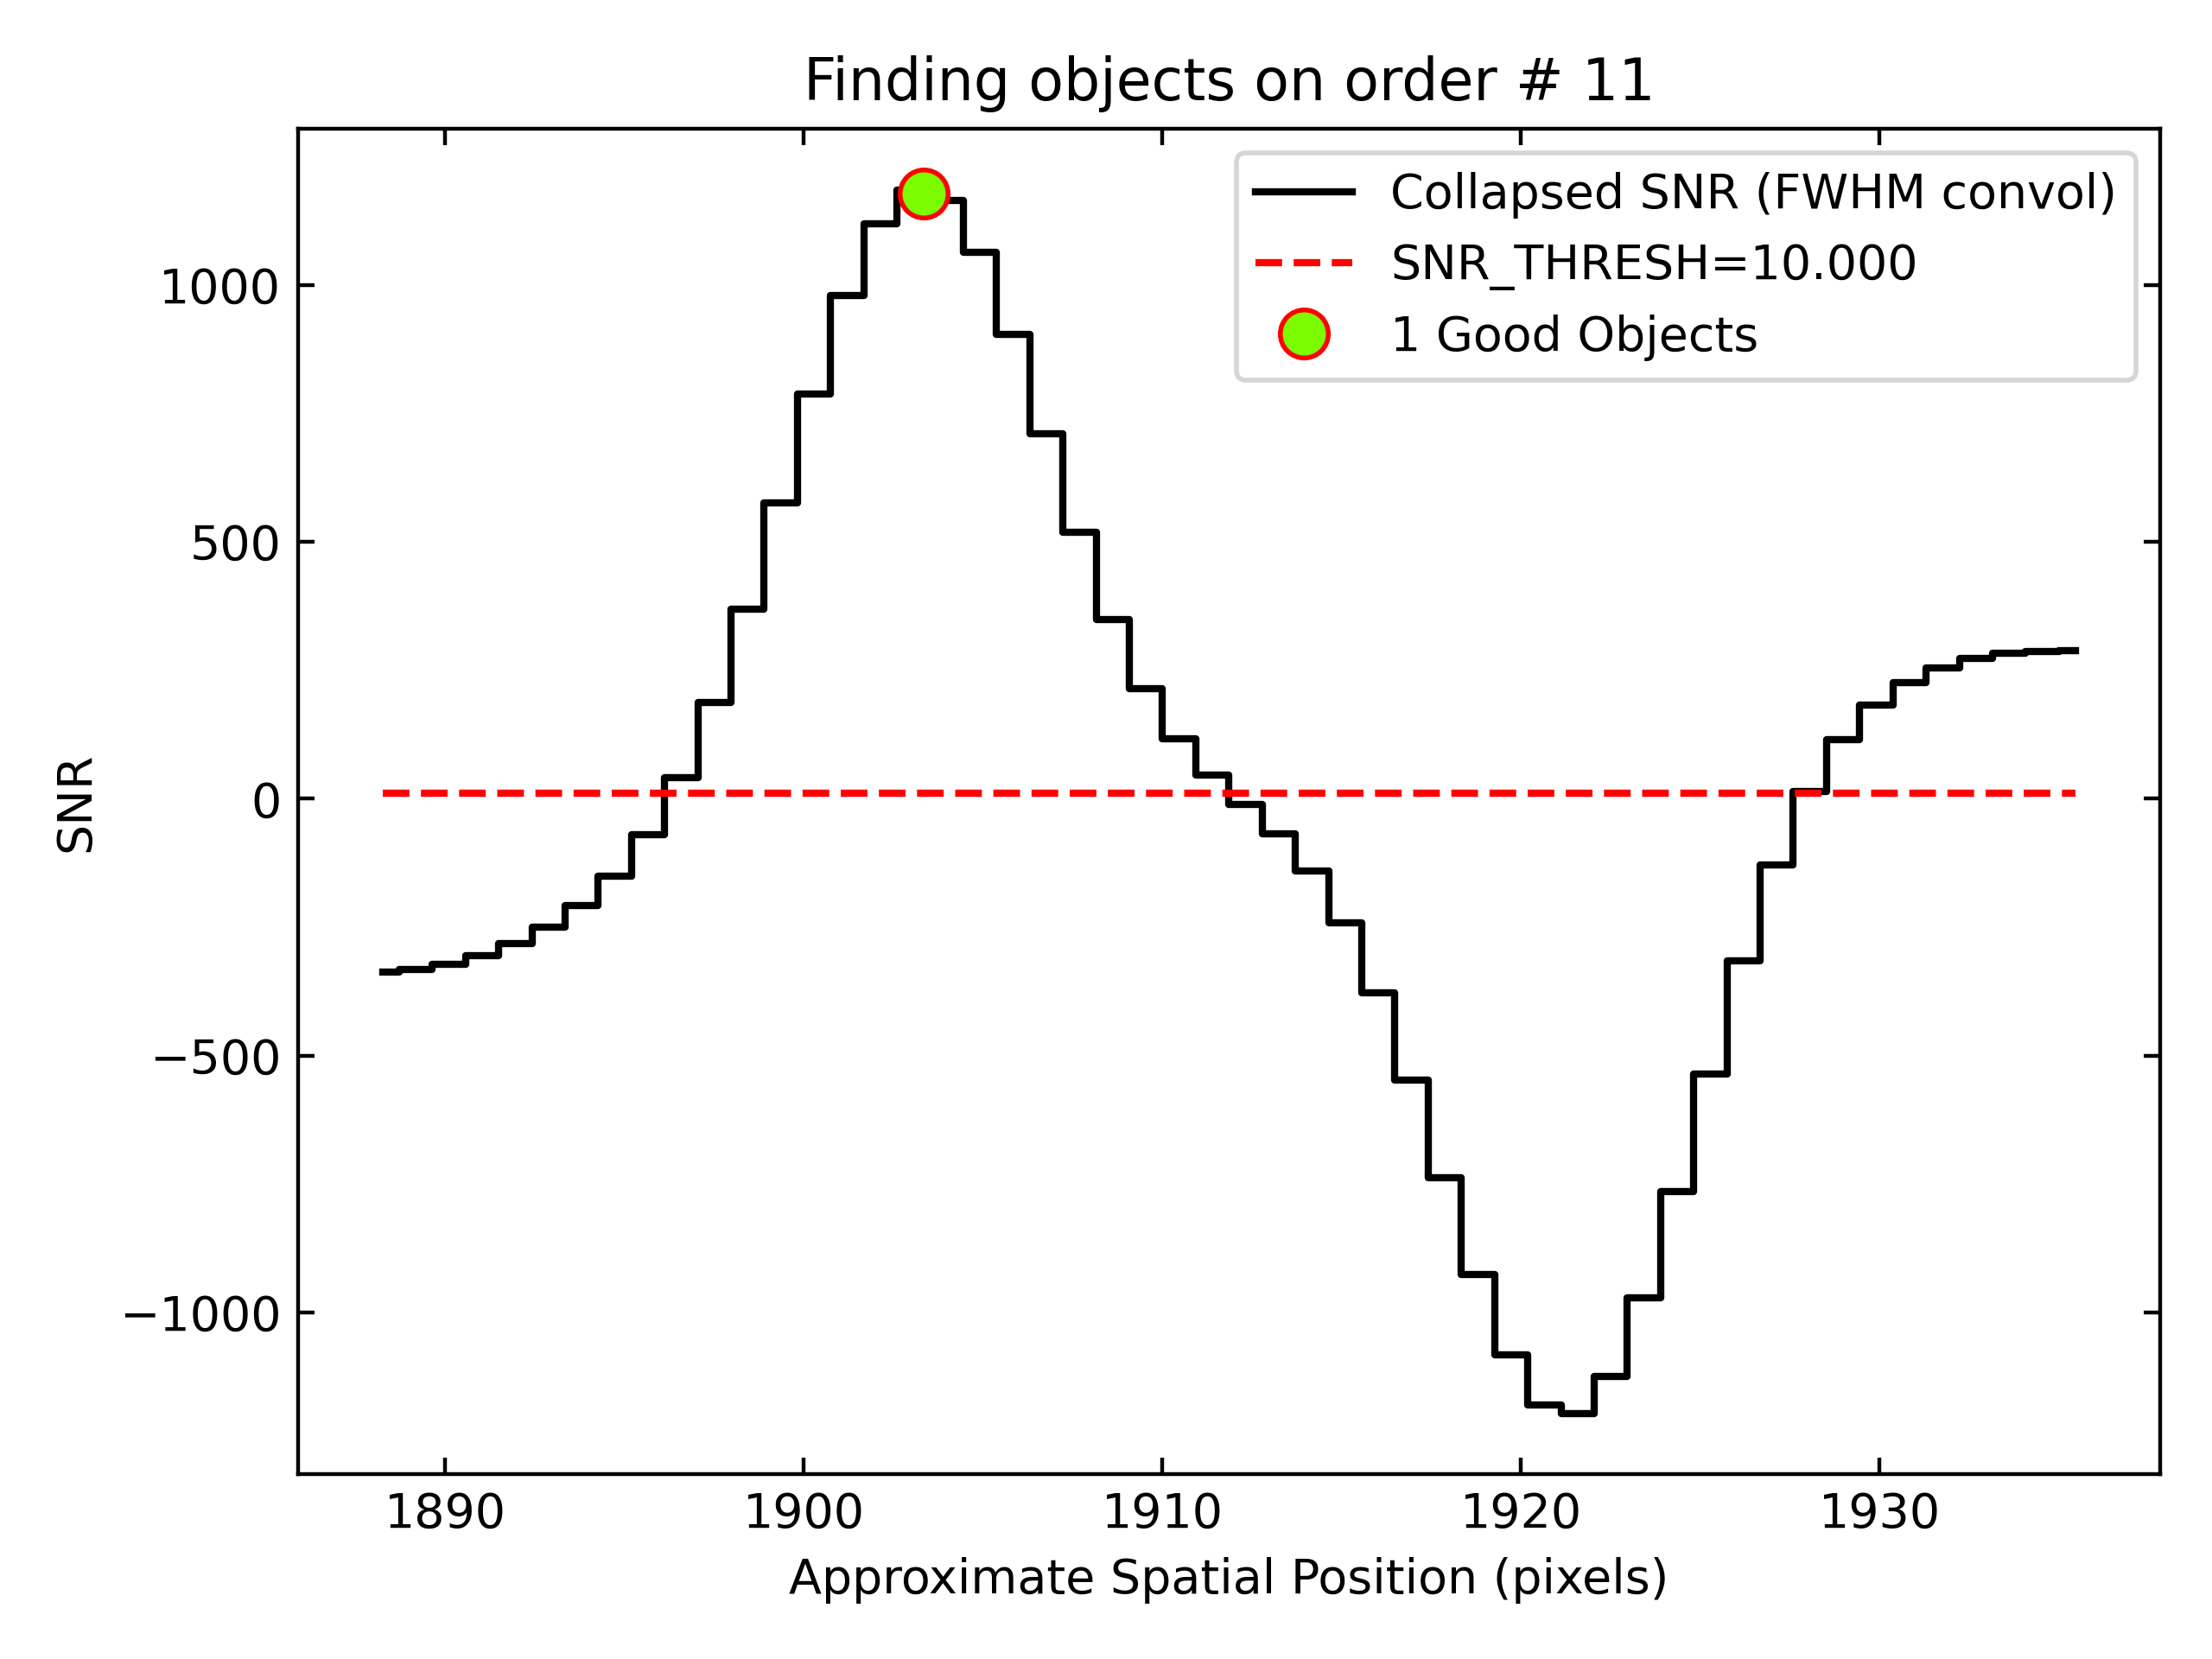 Finding objects on order # 11
Collapsed SNR (FWHM convol)
SNR_THRESH=10.000
1 Good Objects
1000
500
0
−500
−1000
SNR
1890 1900 1910 1920 1930
Approximate Spatial Position (pixels)